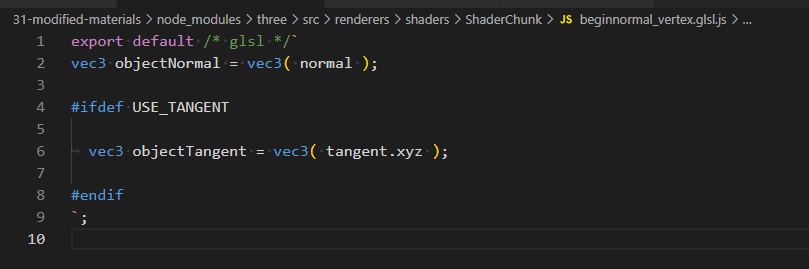 31-modified-materials > node_modules > three > src > renderers > shaders > ShaderChunk > JS beginnormal_vertex.glsl.js > ...
1 export default /* glsl */`
2 vec3 objectNormal = vec3( normal );
3
4 #ifdef USE_TANGENT
5
6 vec3 objectTangent = vec3( tangent.xyz );
7
8 #endif
9 `;
10